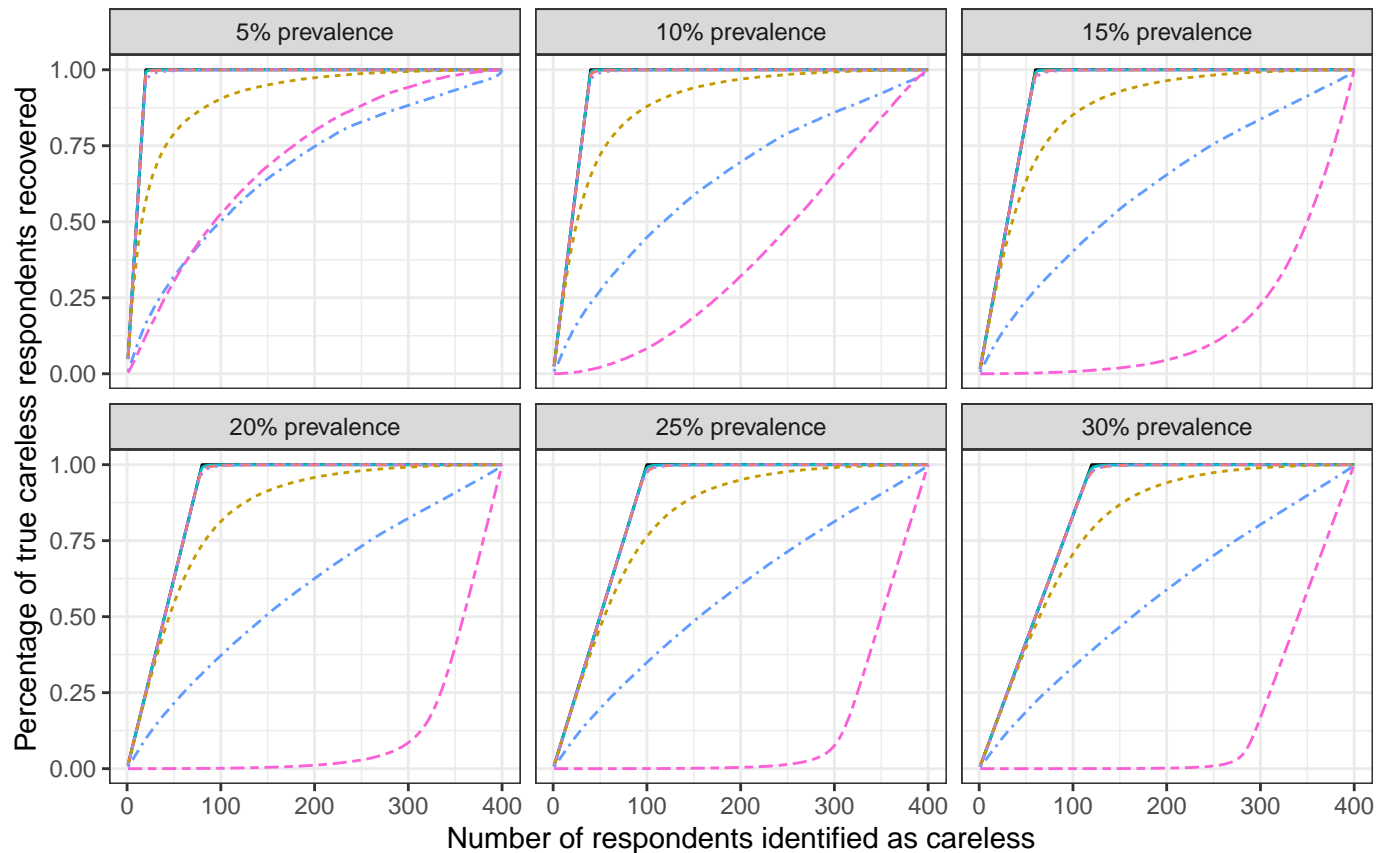 5% prevalence
10% prevalence
15% prevalence
1.00
0.75
0.50
0.25
0.00
20% prevalence
25% prevalence
30% prevalence
1.00
0.75
0.50
0.25
0.00
0 100 200 300 400
0 100 200 300 400
0 100 200 300 400
Number of respondents identified as careless
Percentage of true careless respondents recovered